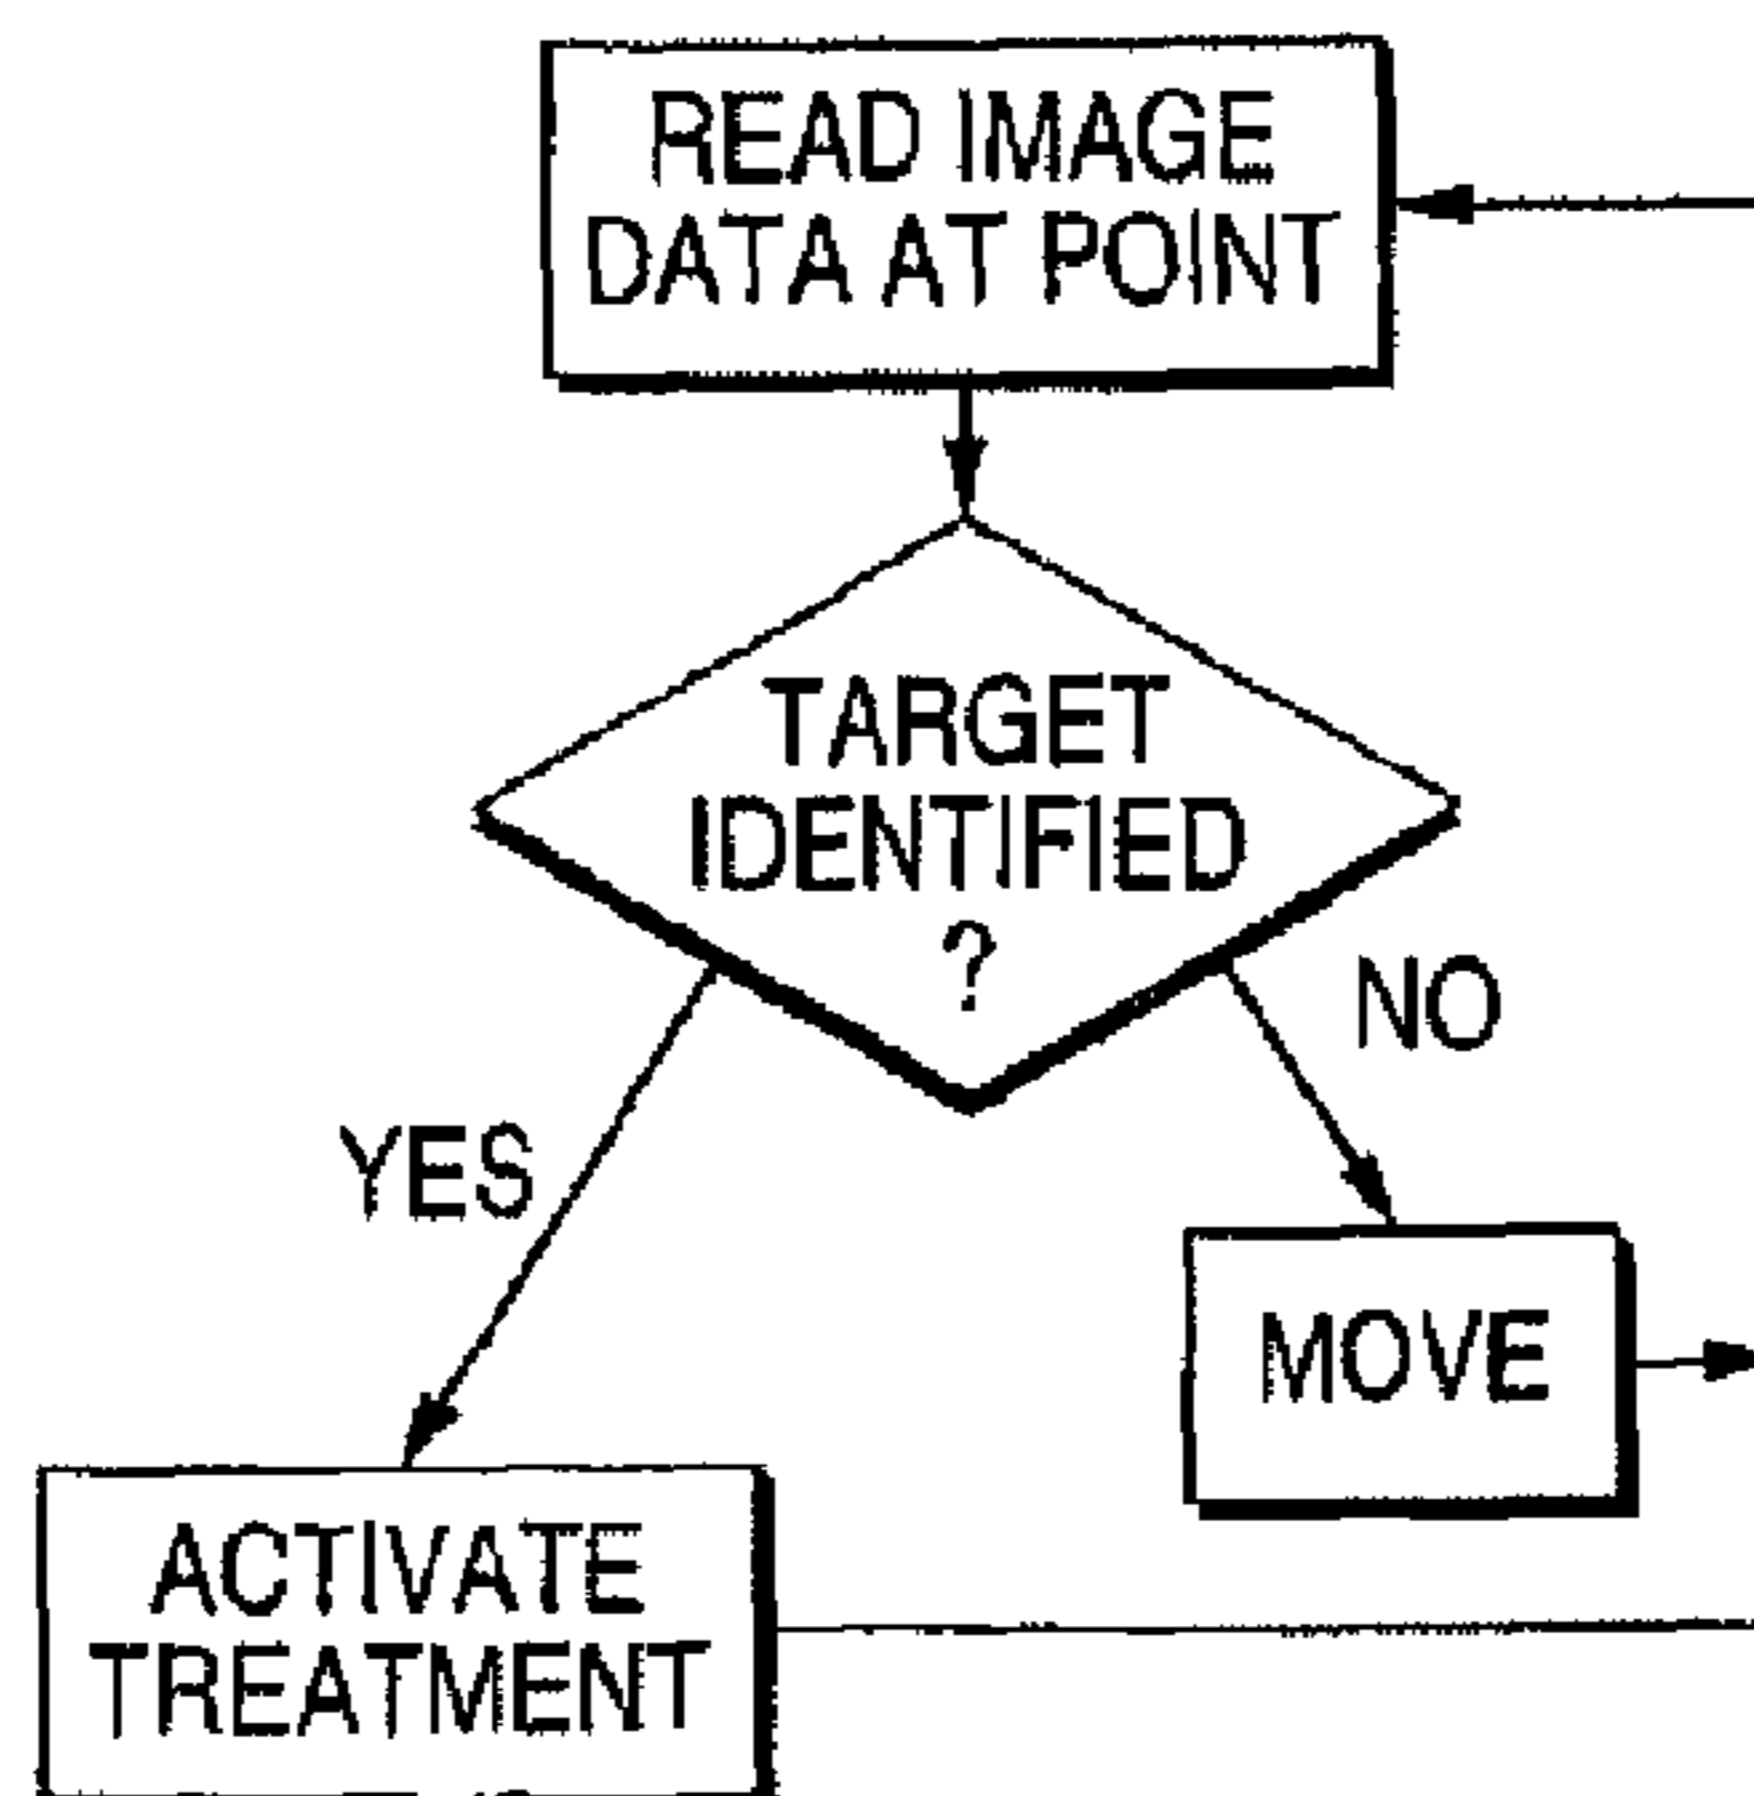 READ IMAGE
DATA AT POINT
TARGET
IDENTIFIED
?
NO
YES
MOVE
ACTIVATE
TREATMENT